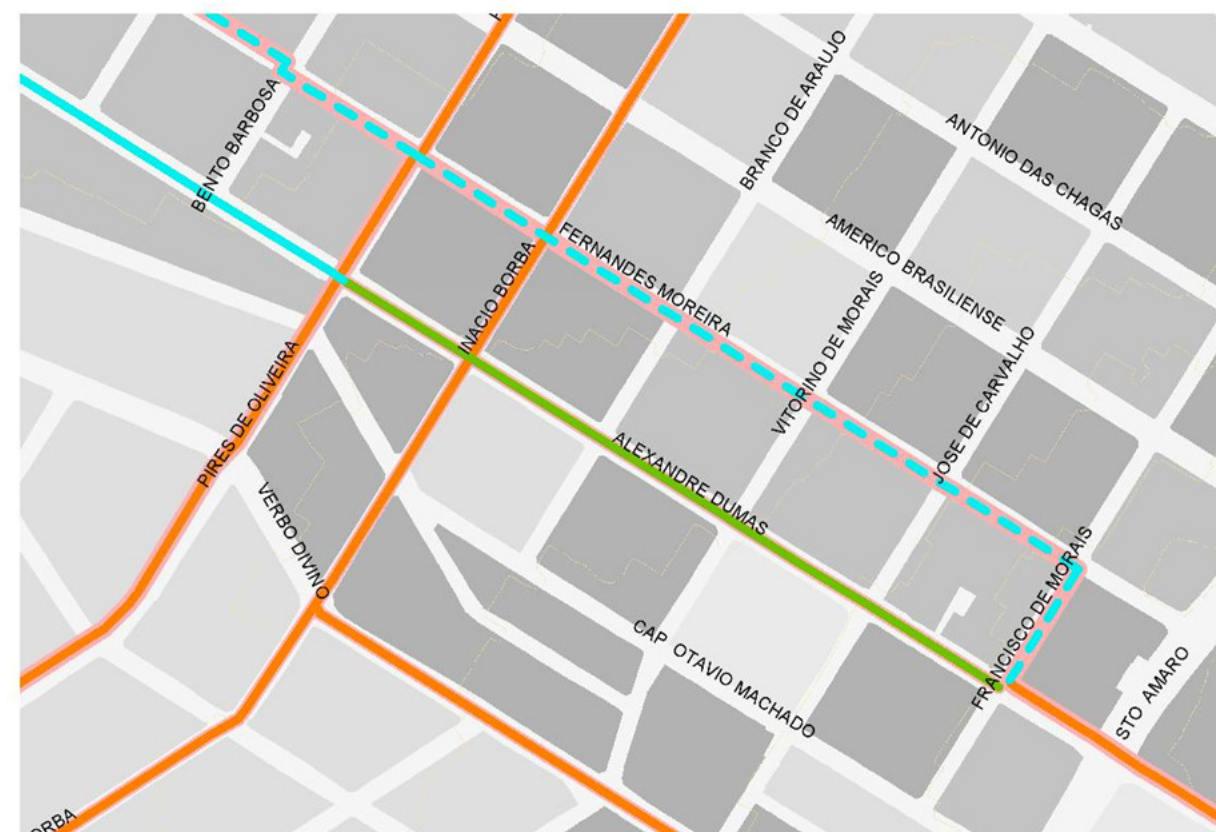 BRANCO DE ARAUJO
BENTO BARBOSA
ANTONIO DAS CHAGAS
AMERICO BRASILIENSE
FERNANDES MOREIRA
INACIO BORBA
VITORINO DE MORAIS
JOSE DE CARVALHO
PIRES DE OLIVEIRA
ALEXANDRE DUMAS
VERBO DIVINO
FRANCISCO DE MORAIS
CAP OTAVIO MACHADO
STO AMARO
ORBA